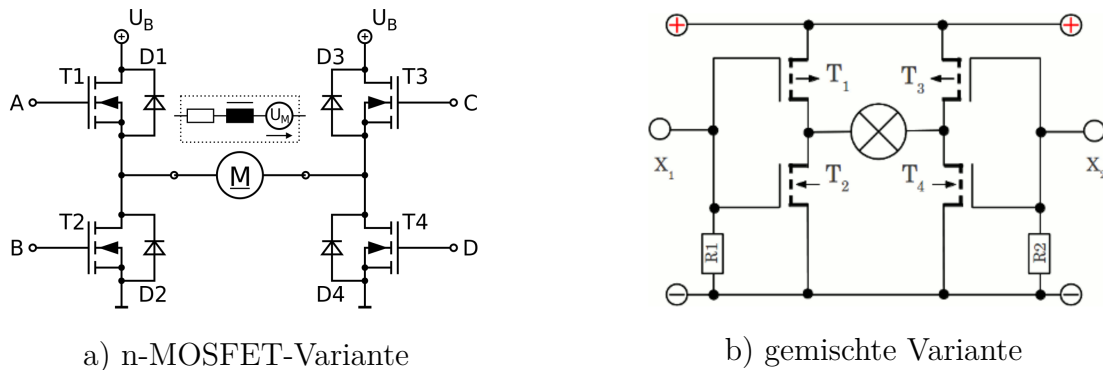 U_B
U_B
D1
D3
T1
T3
A
C
U_M
M
T2
T4
B
D
D2
D4
a) n-MOSFET-Variante
+
+
T_1
T_3
X_1
T_2
T_4
R1
R2
−
−
b) gemischte Variante